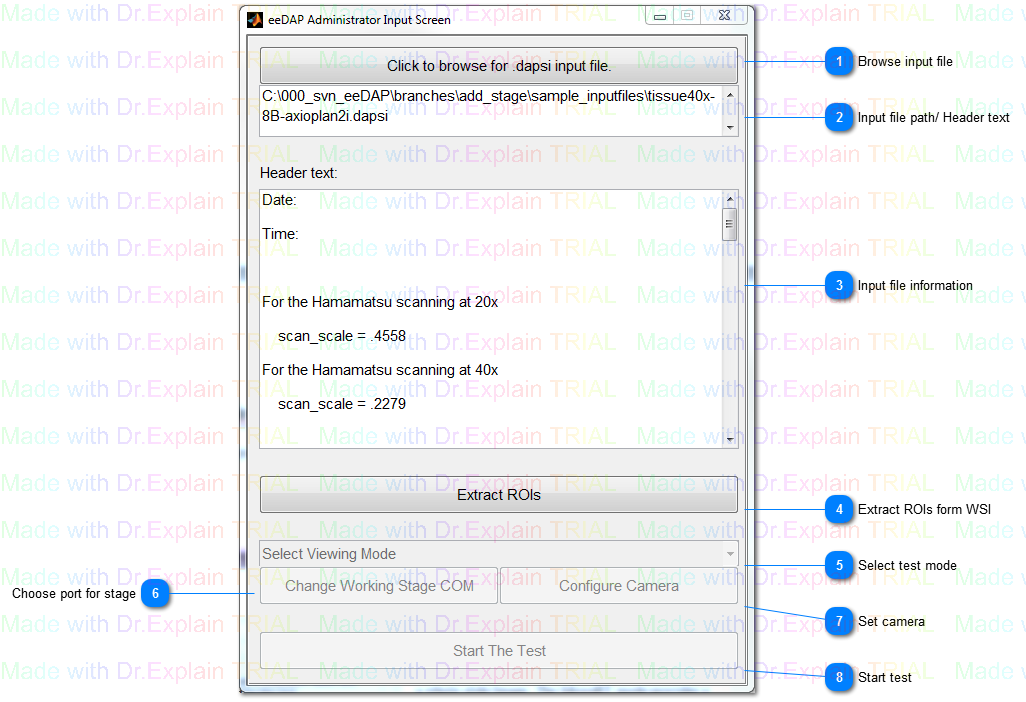 eeDAP Administrator Input Screen
Click to browse for .dapsi input file.
1 Browse input file
C:\000_svn_eeDAP\branches\add_stage\sample_inputfiles\tissue40x-
8B-axioplan2i.dapsi
2 Input file path/ Header text
Header text:
Date:
Time:
3 Input file information
For the Hamamatsu scanning at 20x
scan_scale = .4558
For the Hamamatsu scanning at 40x
scan_scale = .2279
Extract ROIs
4 Extract ROIs form WSI
Select Viewing Mode
5 Select test mode
Change Working Stage COM
Configure Camera
Choose port for stage 6
7 Set camera
Start The Test
8 Start test
Made with Dr.Explain TRIAL